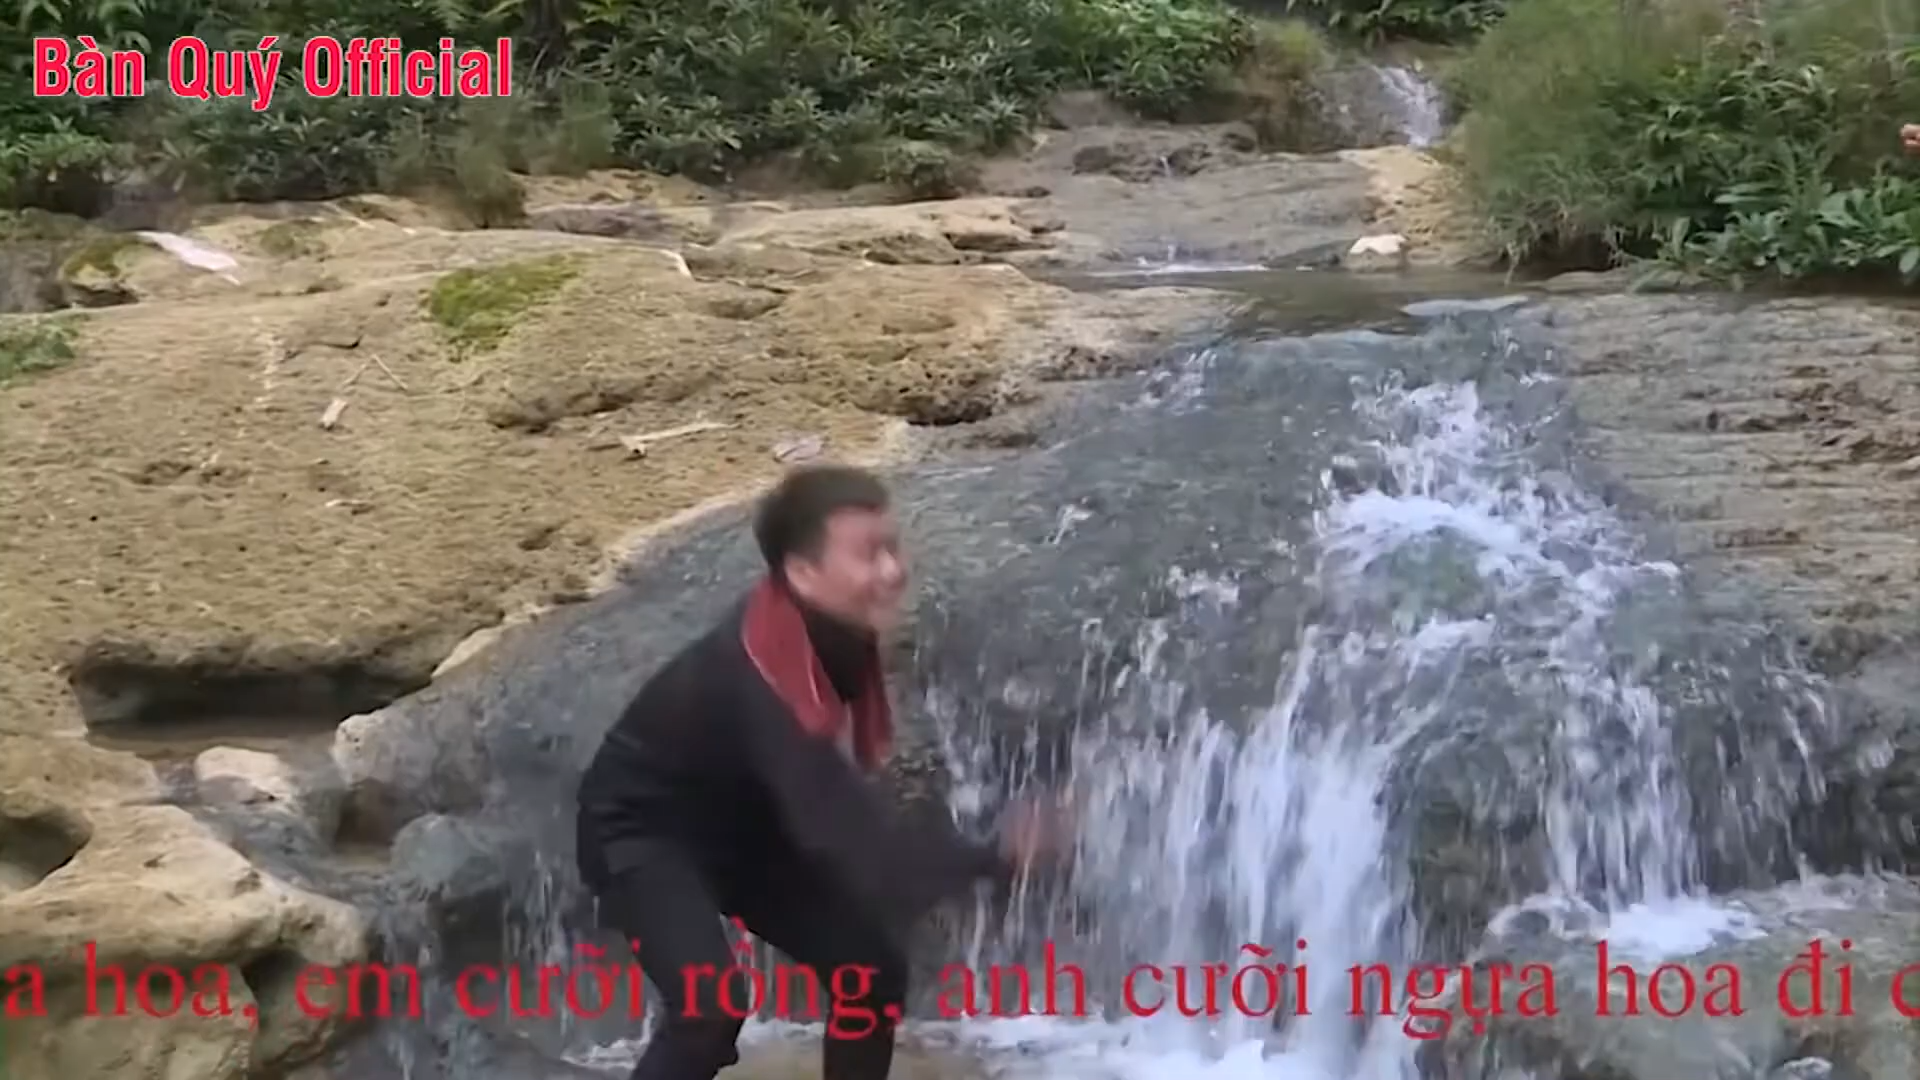 Bàn Quý Official
a hoa, em cưỡi rồng, anh cưỡi ngựa hoa đi